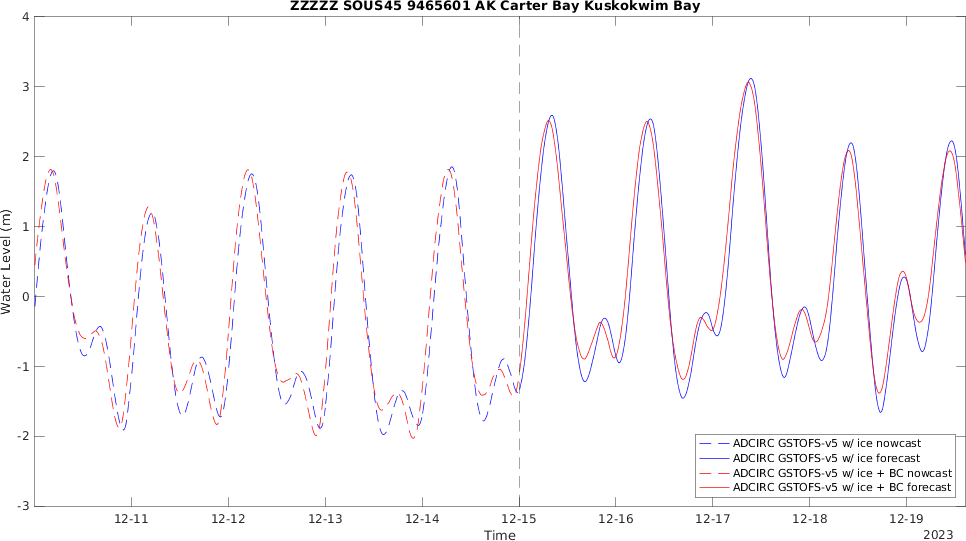 ZZZZZ SOUS45 9465601 AK Carter Bay Kuskokwim Bay
4
3
2
1
0
-1
-2
-3
Water Level (m)
ADCIRC GSTOFS-v5 w/ ice nowcast
ADCIRC GSTOFS-v5 w/ ice forecast
ADCIRC GSTOFS-v5 w/ ice + BC nowcast
ADCIRC GSTOFS-v5 w/ ice + BC forecast
12-11 12-12 12-13 12-14 12-15 12-16 12-17 12-18 12-19
Time
2023